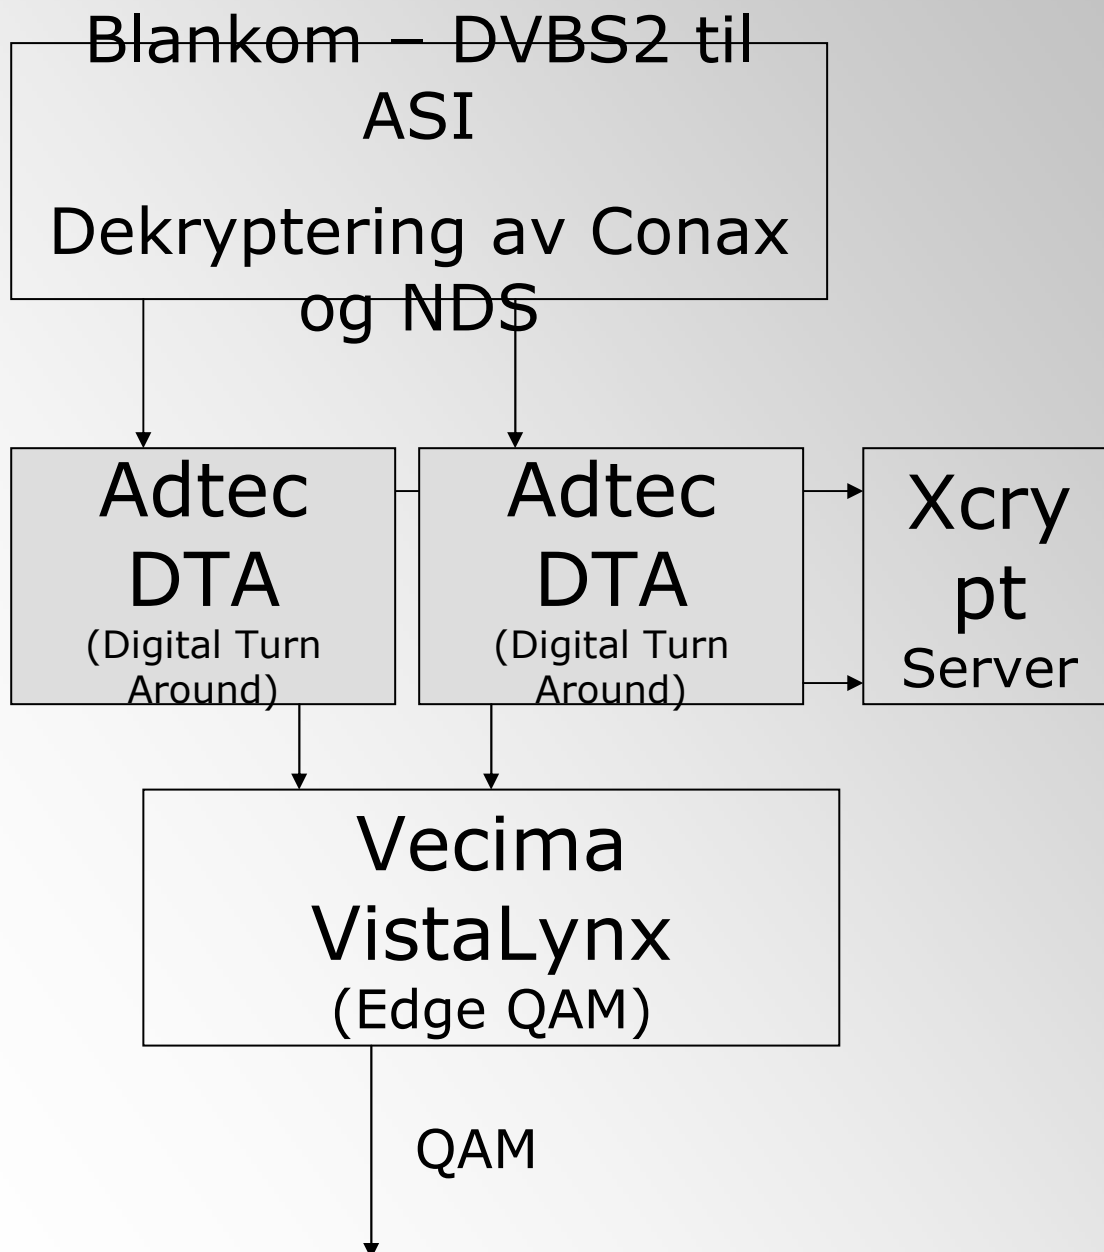 Blankom – DVBS2 til
ASI
Dekryptering av Conax
og NDS
Adtec
DTA
(Digital Turn
Around)
Adtec
DTA
(Digital Turn
Around)
Xcry
pt
Server
Vecima
VistaLynx
(Edge QAM)
QAM